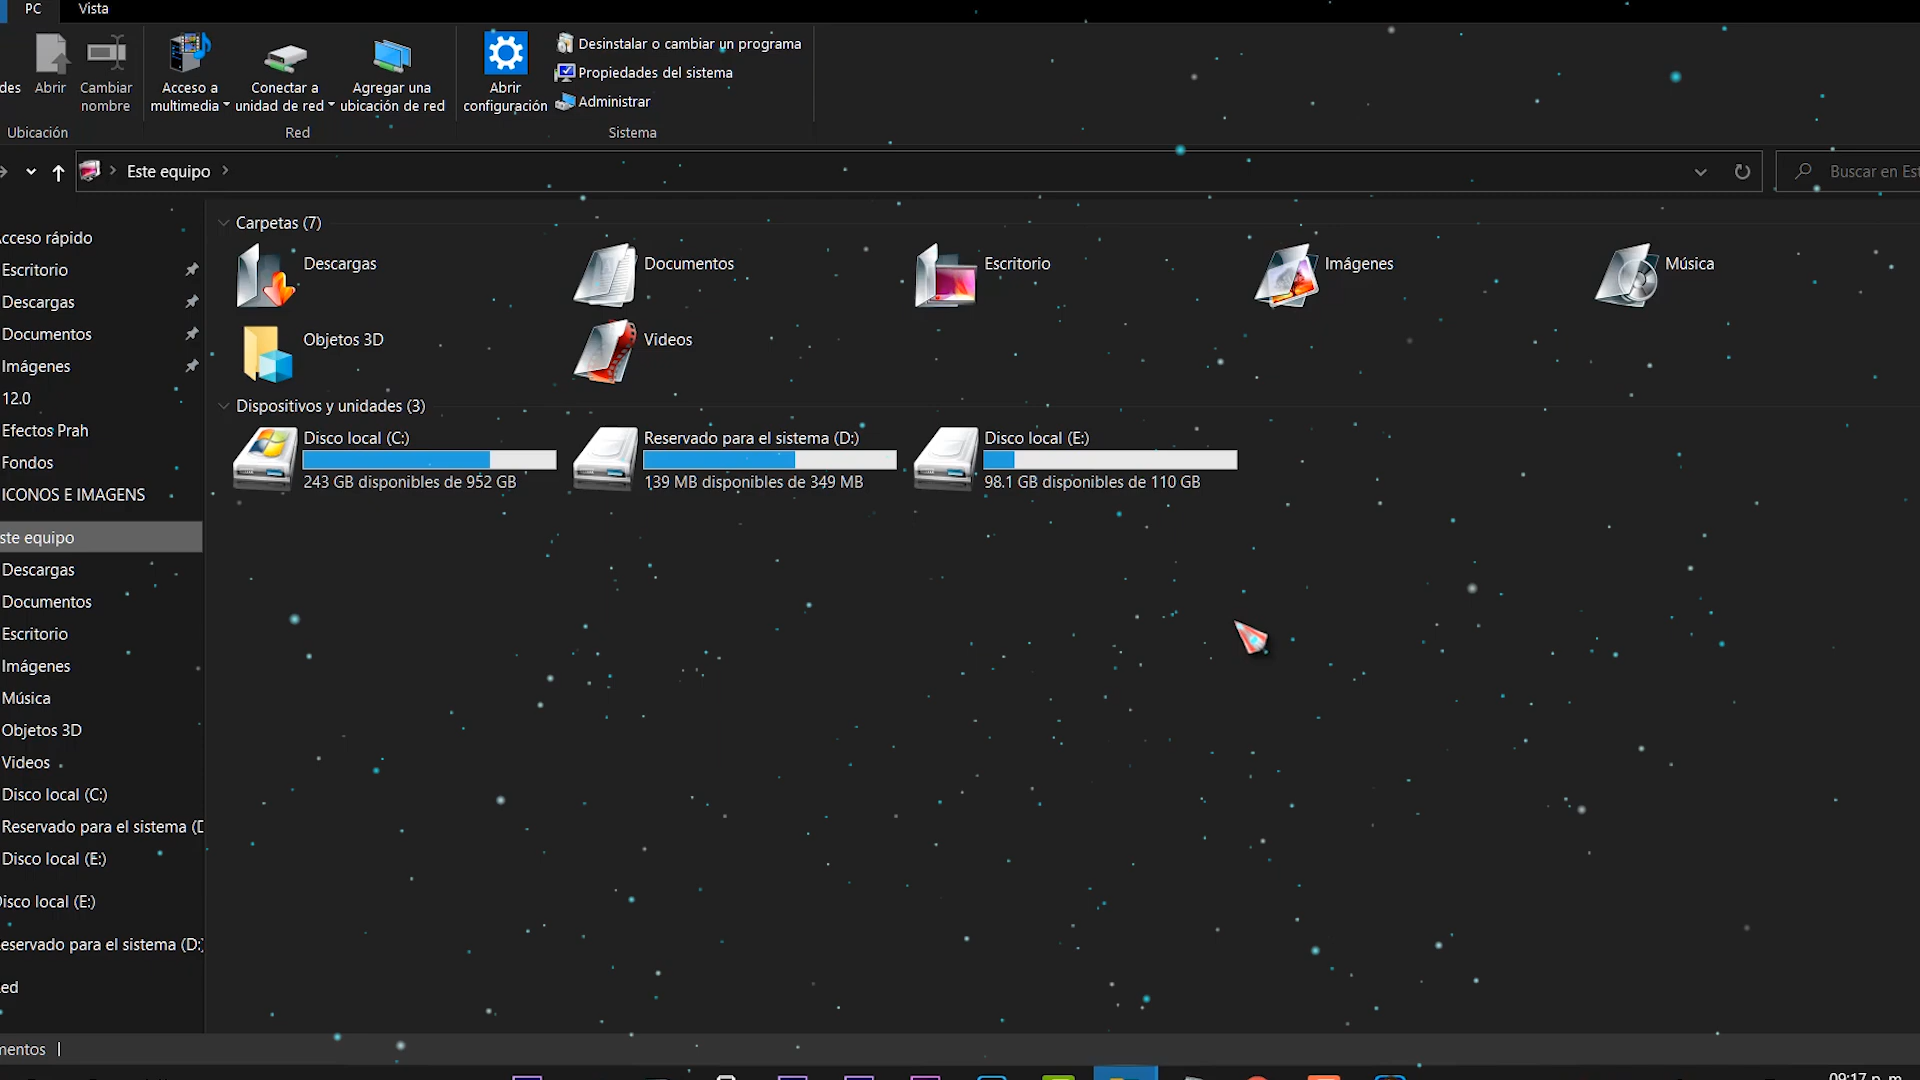 PC Vista
des Abrir Cambiar nombre
Acceso a multimedia
Conectar a unidad de red
Agregar una ubicación de red
Abrir configuración
Desinstalar o cambiar un programa
Propiedades del sistema
Administrar
Ubicación Red Sistema
Este equipo
Buscar en Est
cceso rápido
Escritorio
Descargas
Documentos
Imágenes
12.0
Efectos Prah
Fondos
ICONOS E IMAGENS
ste equipo
Descargas
Documentos
Escritorio
Imágenes
Música
Objetos 3D
Videos
Disco local (C:)
Reservado para el sistema (D
Disco local (E:)
isco local (E:)
eservado para el sistema (D:)
ed
Carpetas (7)
Descargas
Documentos
Escritorio
Imágenes
Música
Objetos 3D
Videos
Dispositivos y unidades (3)
Disco local (C:)
243 GB disponibles de 952 GB
Reservado para el sistema (D:)
139 MB disponibles de 349 MB
Disco local (E:)
98.1 GB disponibles de 110 GB
mentos
09:17 p. m.